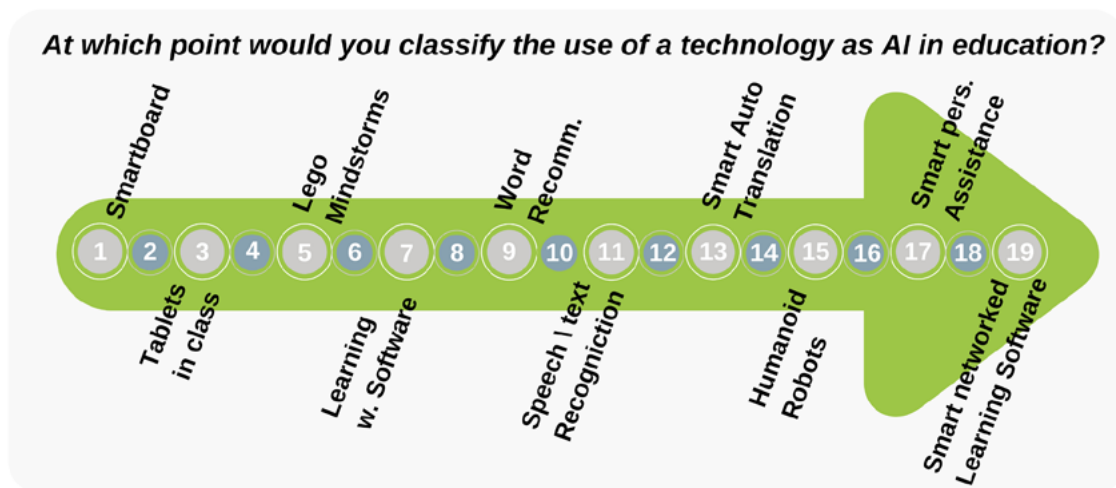 At which point would you classify the use of a technology as AI in education?
Smartboard
Lego
Mindstorms
Word
Recomm.
Smart Auto
Translation
Smart pers.
Assistance
1 2 3 4 5 6 7 8 9 10 11 12 13 14 15 16 17 18 19
Tablets
in class
Learning
w. Software
Speech \ text
Recogniction
Humanoid
Robots
Smart networked
Learning Software